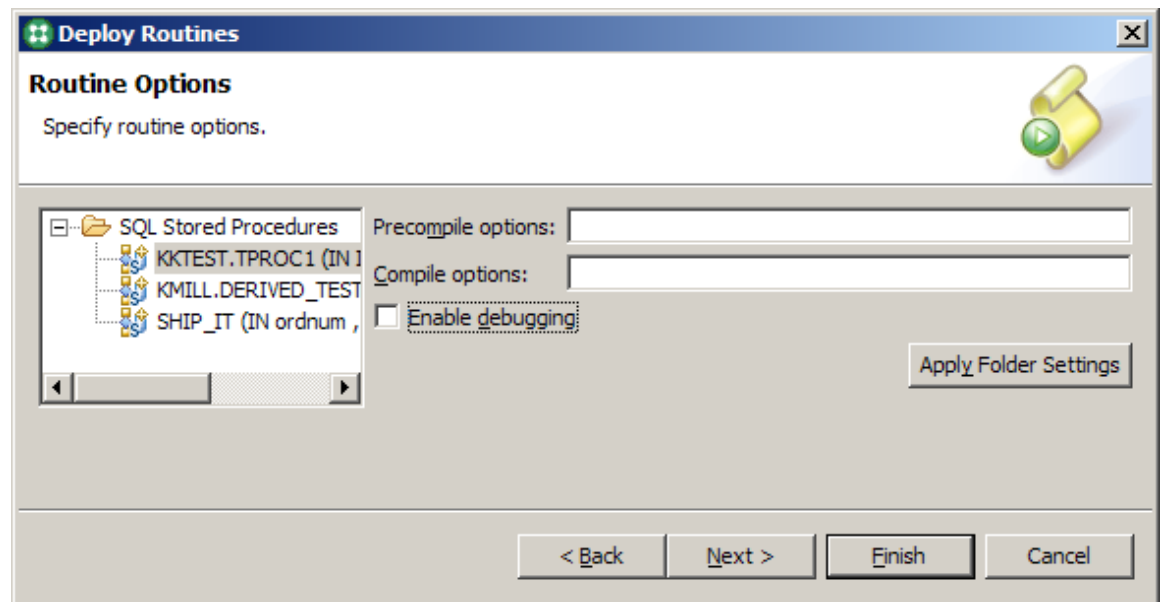 Deploy Routines
Routine Options
Specify routine options.
SQL Stored Procedures
KKTEST.TPROC1 (IN I
KMILL.DERIVED_TEST
SHIP_IT (IN ordnum ,
Precompile options:
Compile options:
Enable debugging
Apply Folder Settings
< Back
Next >
Finish
Cancel